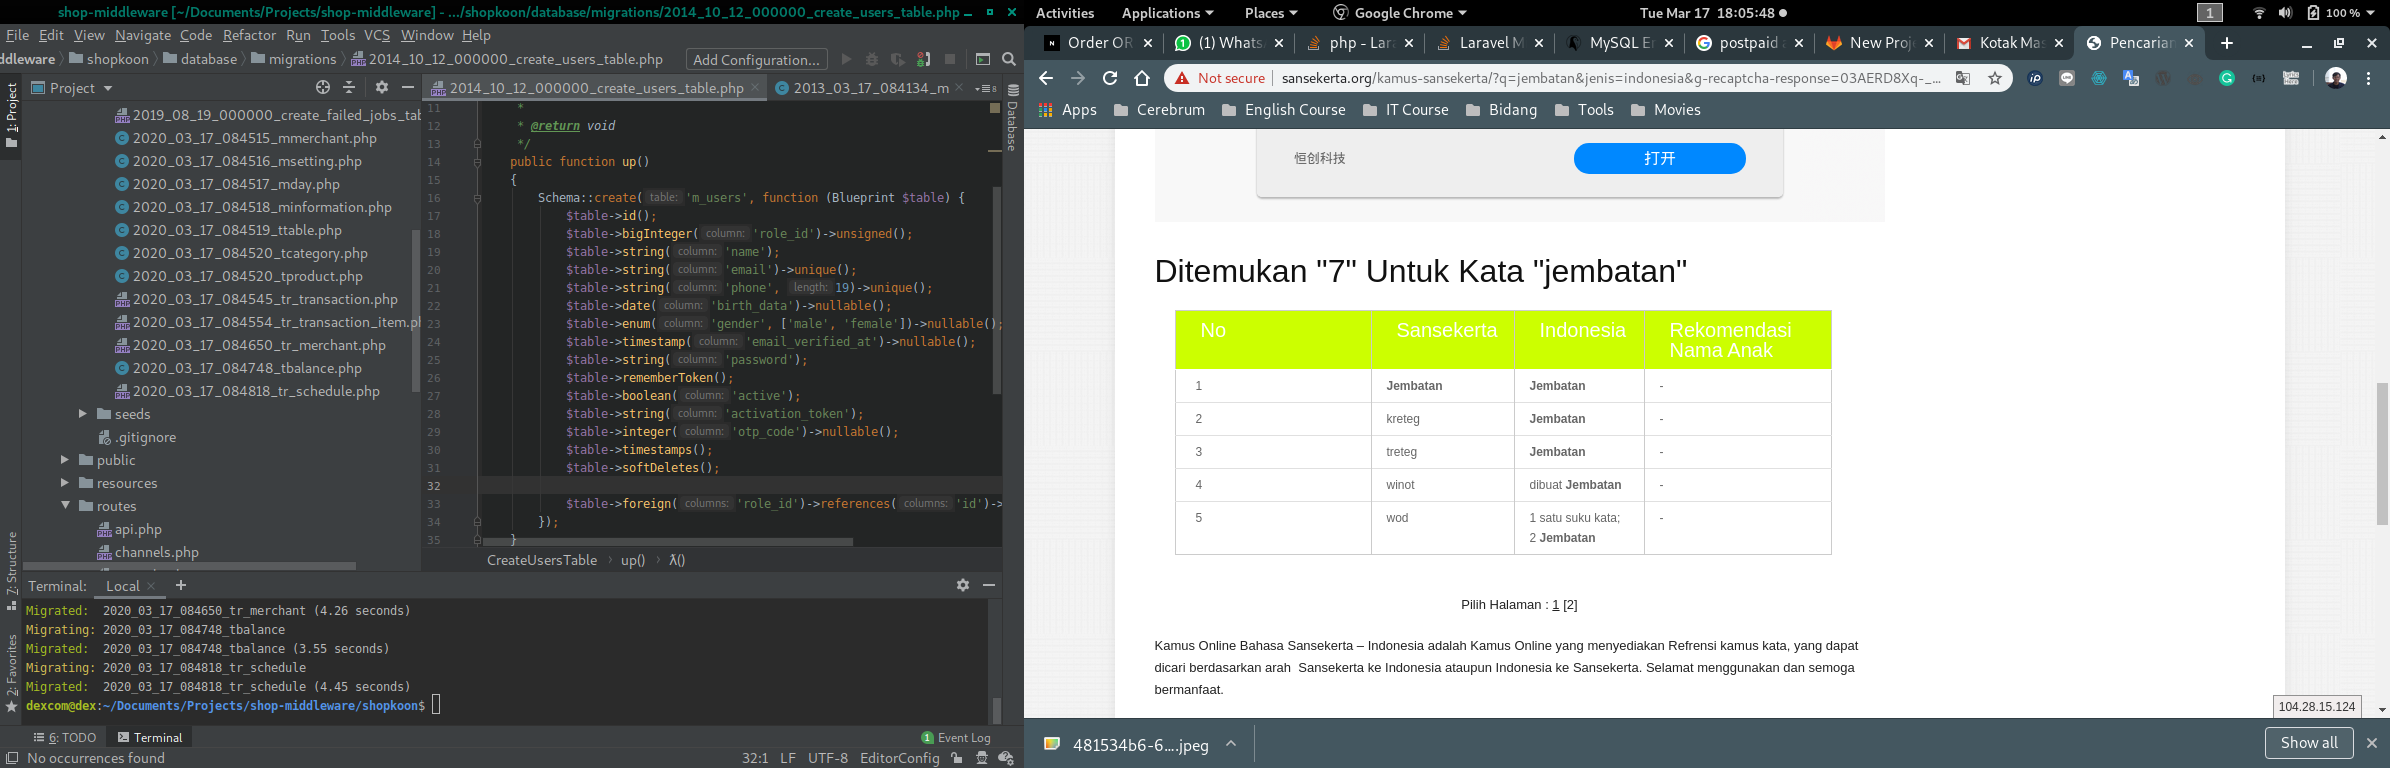 shop-middleware [~/Documents/Projects/shop-middleware] - .../shopkoon/database/migrations/2014_10_12_000000_create_users_table.php
File Edit View Navigate Code Refactor Run Tools VCS Window Help
ddleware shopkoon database migrations 2014_10_12_000000_create_users_table.php Add Configuration...
1: Project
Project
2014_10_12_000000_create_users_table.php 2013_03_17_084134_m
Database
2019_08_19_000000_create_failed_jobs_tab
2020_03_17_084515_mmerchant.php
2020_03_17_084516_msetting.php
2020_03_17_084517_mday.php
2020_03_17_084518_minformation.php
2020_03_17_084519_ttable.php
2020_03_17_084520_tcategory.php
2020_03_17_084520_tproduct.php
2020_03_17_084545_tr_transaction.php
2020_03_17_084554_tr_transaction_item.ph
2020_03_17_084650_tr_merchant.php
2020_03_17_084748_tbalance.php
2020_03_17_084818_tr_schedule.php
seeds
.gitignore
public
resources
routes
api.php
channels.php
11 *
12 * @return void
13 */
14 public function up()
15 {
16 Schema::create( table: 'm_users', function (Blueprint $table) {
17 $table->id();
18 $table->bigInteger( column: 'role_id')->unsigned();
19 $table->string( column: 'name');
20 $table->string( column: 'email')->unique();
21 $table->string( column: 'phone', length: 19)->unique();
22 $table->date( column: 'birth_data')->nullable();
23 $table->enum( column: 'gender', ['male', 'female'])->nullable();
24 $table->timestamp( column: 'email_verified_at')->nullable();
25 $table->string( column: 'password');
26 $table->rememberToken();
27 $table->boolean( column: 'active');
28 $table->string( column: 'activation_token');
29 $table->integer( column: 'otp_code')->nullable();
30 $table->timestamps();
31 $table->softDeletes();
32
33 $table->foreign( columns: 'role_id')->references( columns: 'id')->
34 });
35 }
CreateUsersTable up() λ()
7: Structure
2: Favorites
Terminal: Local
Migrated: 2020_03_17_084650_tr_merchant (4.26 seconds)
Migrating: 2020_03_17_084748_tbalance
Migrated: 2020_03_17_084748_tbalance (3.55 seconds)
Migrating: 2020_03_17_084818_tr_schedule
Migrated: 2020_03_17_084818_tr_schedule (4.45 seconds)
dexcom@dex:~/Documents/Projects/shop-middleware/shopkoon$
6: TODO Terminal 1 Event Log
No occurrences found 32:1 LF UTF-8 EditorConfig
Activities Applications Places Google Chrome Tue Mar 17 18:05:48 1 100 %
Order OR (1) Whats php - Lar Laravel M MySQL E postpaid New Proj Kotak Mas Pencarian
Not secure sansekerta.org/kamus-sansekerta/?q=jembatan&jenis=indonesia&g-recaptcha-response=03AERD8Xq-_...
Apps Cerebrum English Course IT Course Bidang Tools Movies
恒创科技
打开
Ditemukan "7" Untuk Kata "jembatan"
No Sansekerta Indonesia Rekomendasi Nama Anak
1 Jembatan Jembatan -
2 kreteg Jembatan -
3 treteg Jembatan -
4 winot dibuat Jembatan -
5 wod 1 satu suku kata; -
2 Jembatan
Pilih Halaman : 1 [2]
Kamus Online Bahasa Sansekerta – Indonesia adalah Kamus Online yang menyediakan Refrensi kamus kata, yang dapat
dicari berdasarkan arah Sansekerta ke Indonesia ataupun Indonesia ke Sansekerta. Selamat menggunakan dan semoga
bermanfaat.
104.28.15.124
481534b6-6....jpeg Show all